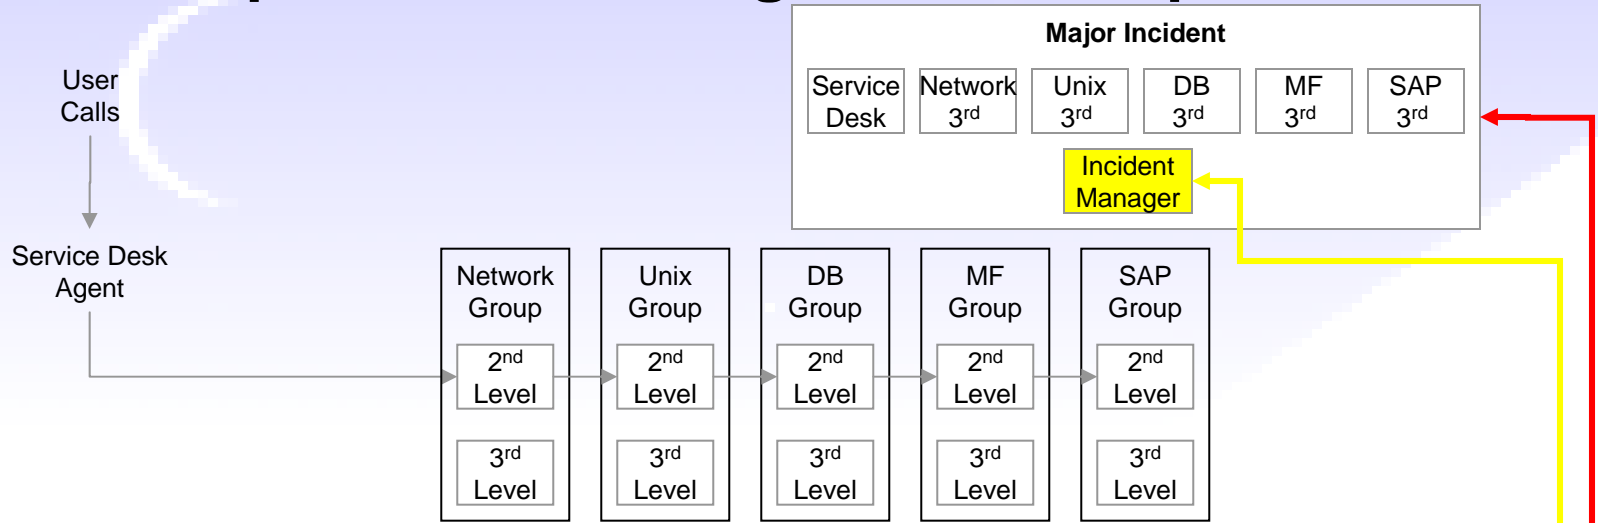 Major Incident
Service
Desk
Network
3rd
Unix
3rd
DB
3rd
MF
3rd
SAP
3rd
Incident
Manager
User
Calls
Service Desk
Agent
Network
Group
2nd
Level
3rd
Level
Unix
Group
2nd
Level
3rd
Level
DB
Group
2nd
Level
3rd
Level
MF
Group
2nd
Level
3rd
Level
SAP
Group
2nd
Level
3rd
Level